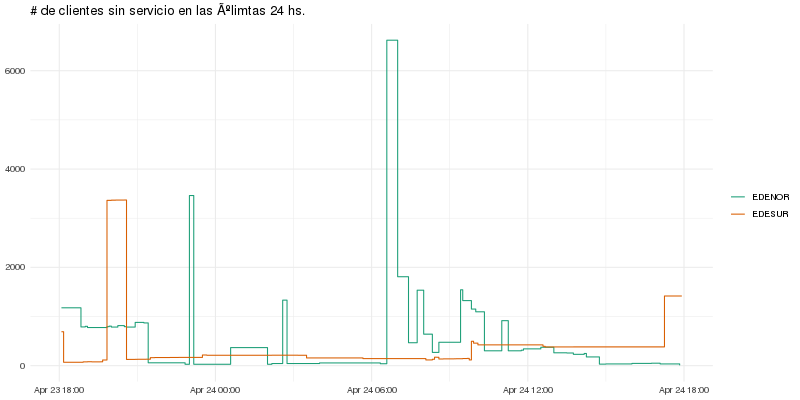 # de clientes sin servicio en las Ãºlimtas 24 hs.
6000
4000
2000
0
Apr 23 18:00
Apr 24 00:00
Apr 24 06:00
Apr 24 12:00
Apr 24 18:00
EDENOR
EDESUR